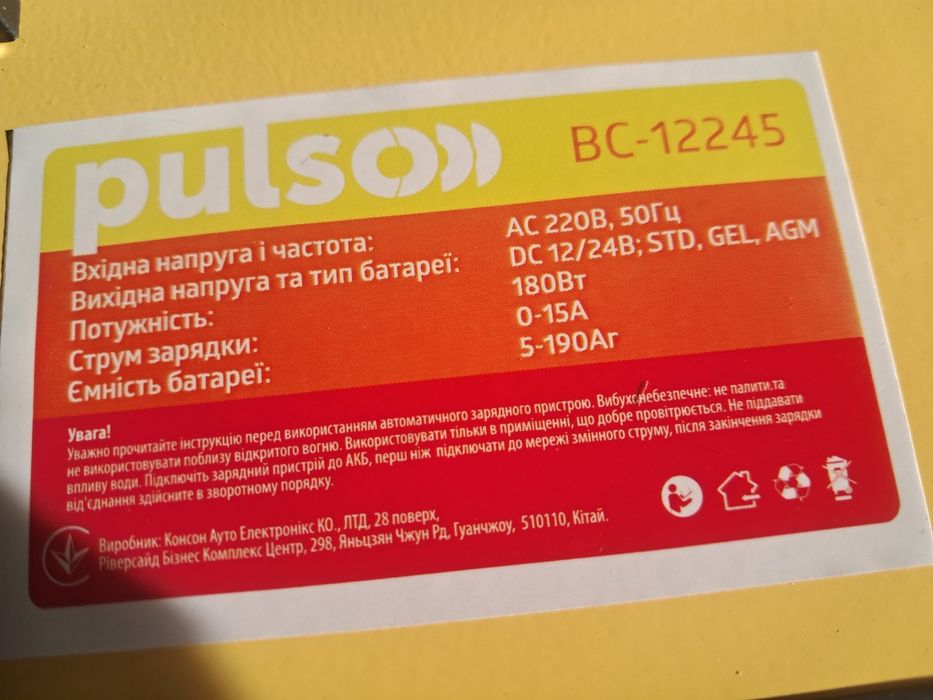 pulso
BC-12245
Вхідна напруга і частота: AC 220В, 50Гц
Вихідна напруга та тип батареї: DC 12/24В; STD, GEL, AGM
Потужність: 180Вт
Струм зарядки: 0-15А
Ємність батареї: 5-190Аг
Увага!
Уважно прочитайте інструкцію перед використанням автоматичного зарядного пристрою. Вибухонебезпечне: не палити,та
не використовувати поблизу відкритого вогню. Використовувати тільки в приміщенні, що добре провітрюється. Не піддавати
впливу води. Підключіть зарядний пристрій до АКБ, перш ніж підключати до мережі змінного струму, після закінчення зарядки
від'єднання здійсните в зворотному порядку.
Виробник: Консон Ауто Електронікс КО., ЛТД, 28 поверх,
Ріверсайд Бізнес Комплекс Центр, 298, Яньцзян Чжун Рд, Гуанчжоу, 510110, Китай.